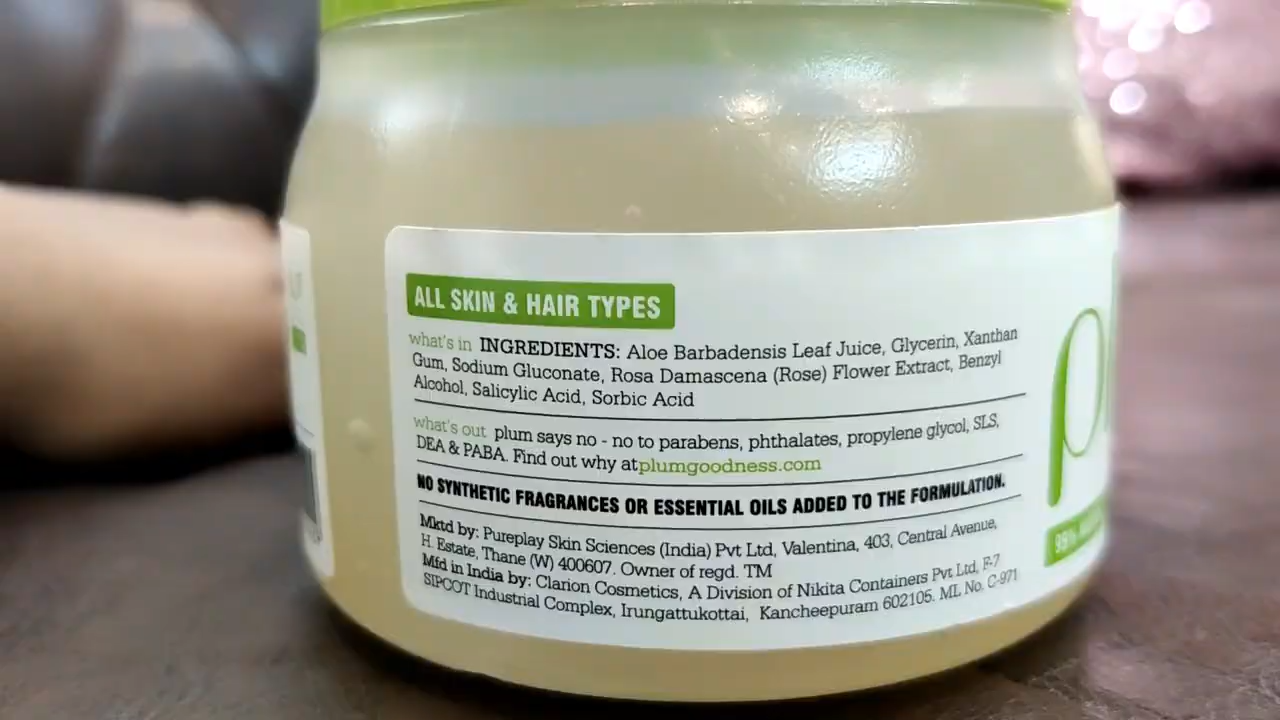 ALL SKIN & HAIR TYPES
what's in INGREDIENTS: Aloe Barbadensis Leaf Juice, Glycerin, Xanthan
Gum, Sodium Gluconate, Rosa Damascena (Rose) Flower Extract, Benzyl
Alcohol, Salicylic Acid, Sorbic Acid
what's out plum says no - no to parabens, phthalates, propylene glycol, SLS,
DEA & PABA. Find out why at plumgoodness.com
NO SYNTHETIC FRAGRANCES OR ESSENTIAL OILS ADDED TO THE FORMULATION.
Mktd by: Pureplay Skin Sciences (India) Pvt Ltd, Valentina, 403, Central Avenue,
H. Estate, Thane (W) 400607. Owner of regd. TM
Mfd in India by: Clarion Cosmetics, A Division of Nikita Containers Pvt Ltd, F-7
SIPCOT Industrial Complex, Irungattukottai, Kancheepuram 602105. ML No. C-971